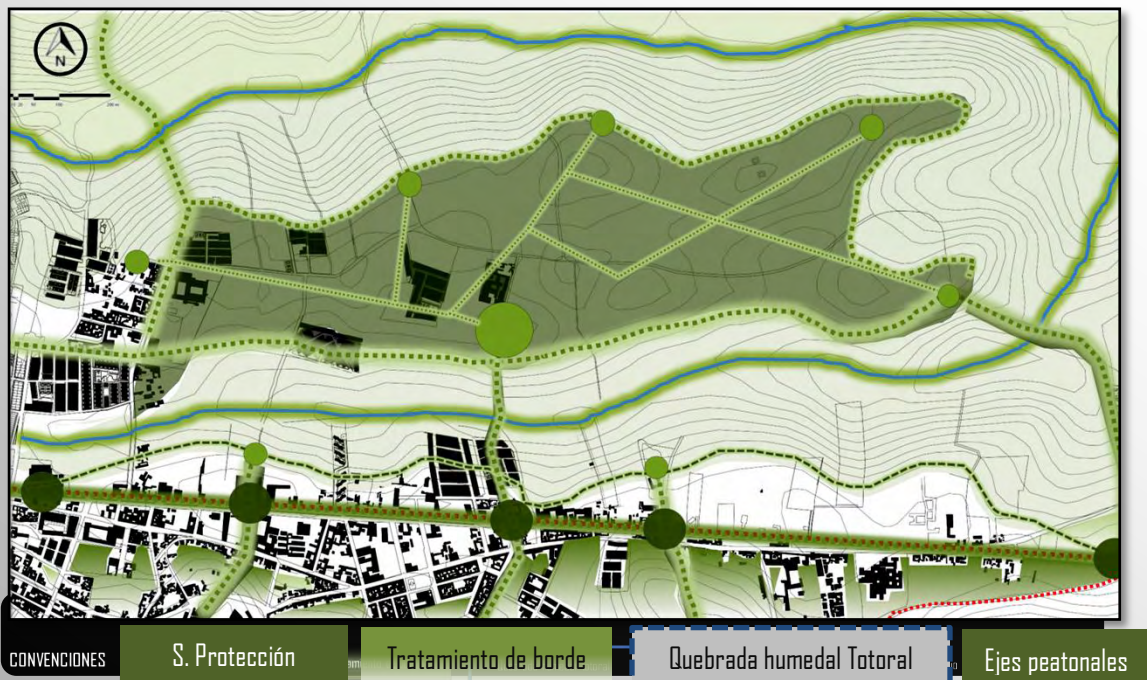 N
CONVENCIONES
S. Protección
Tratamiento de borde
Quebrada humedal Totoral
Ejes peatonales